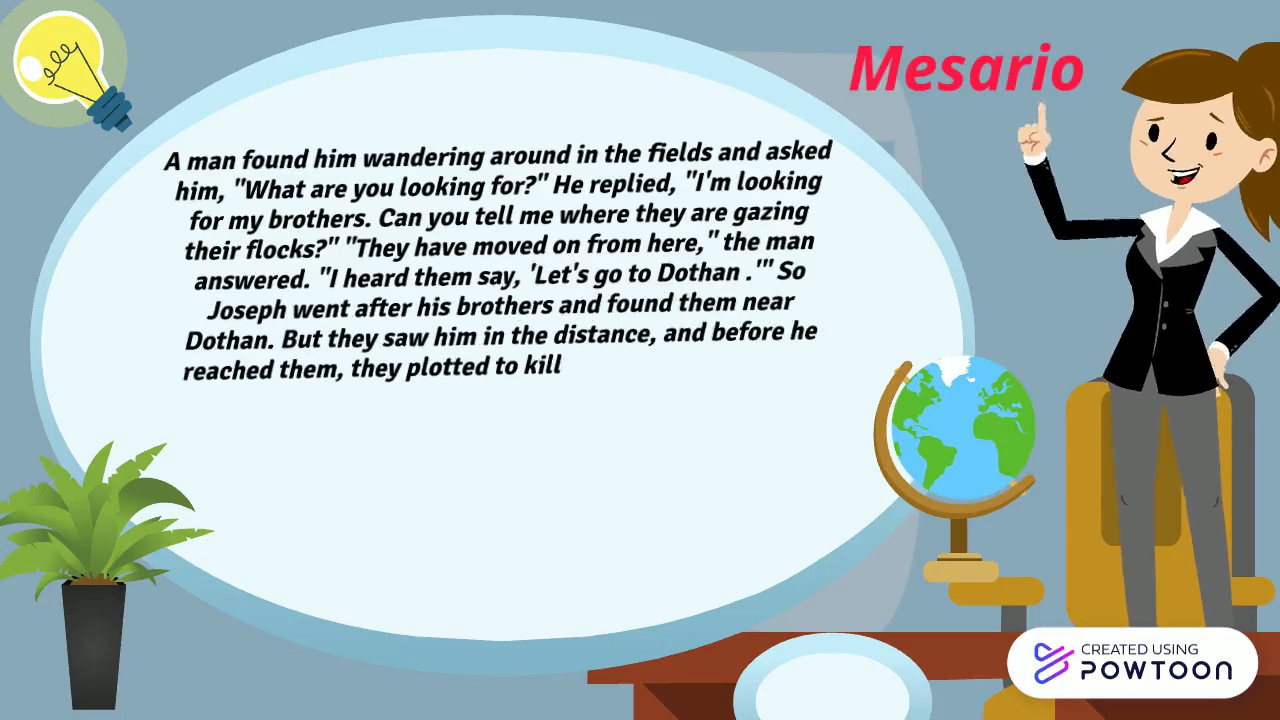 Mesario
A man found him wandering around in the fields and asked
him, "What are you looking for?" He replied, "I'm looking
for my brothers. Can you tell me where they are gazing
their flocks?" "They have moved on from here," the man
answered. "I heard them say, 'Let's go to Dothan .'" So
Joseph went after his brothers and found them near
Dothan. But they saw him in the distance, and before he
reached them, they plotted to kill
CREATED USING
POWTOON